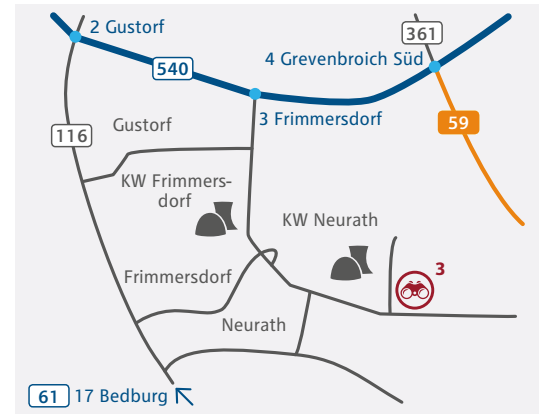 2 Gustorf
361
540
4 Grevenbroich Süd
3 Frimmersdorf
59
116
Gustorf
KW Frimmers-
dorf
KW Neurath
3
Frimmersdorf
Neurath
61 17 Bedburg